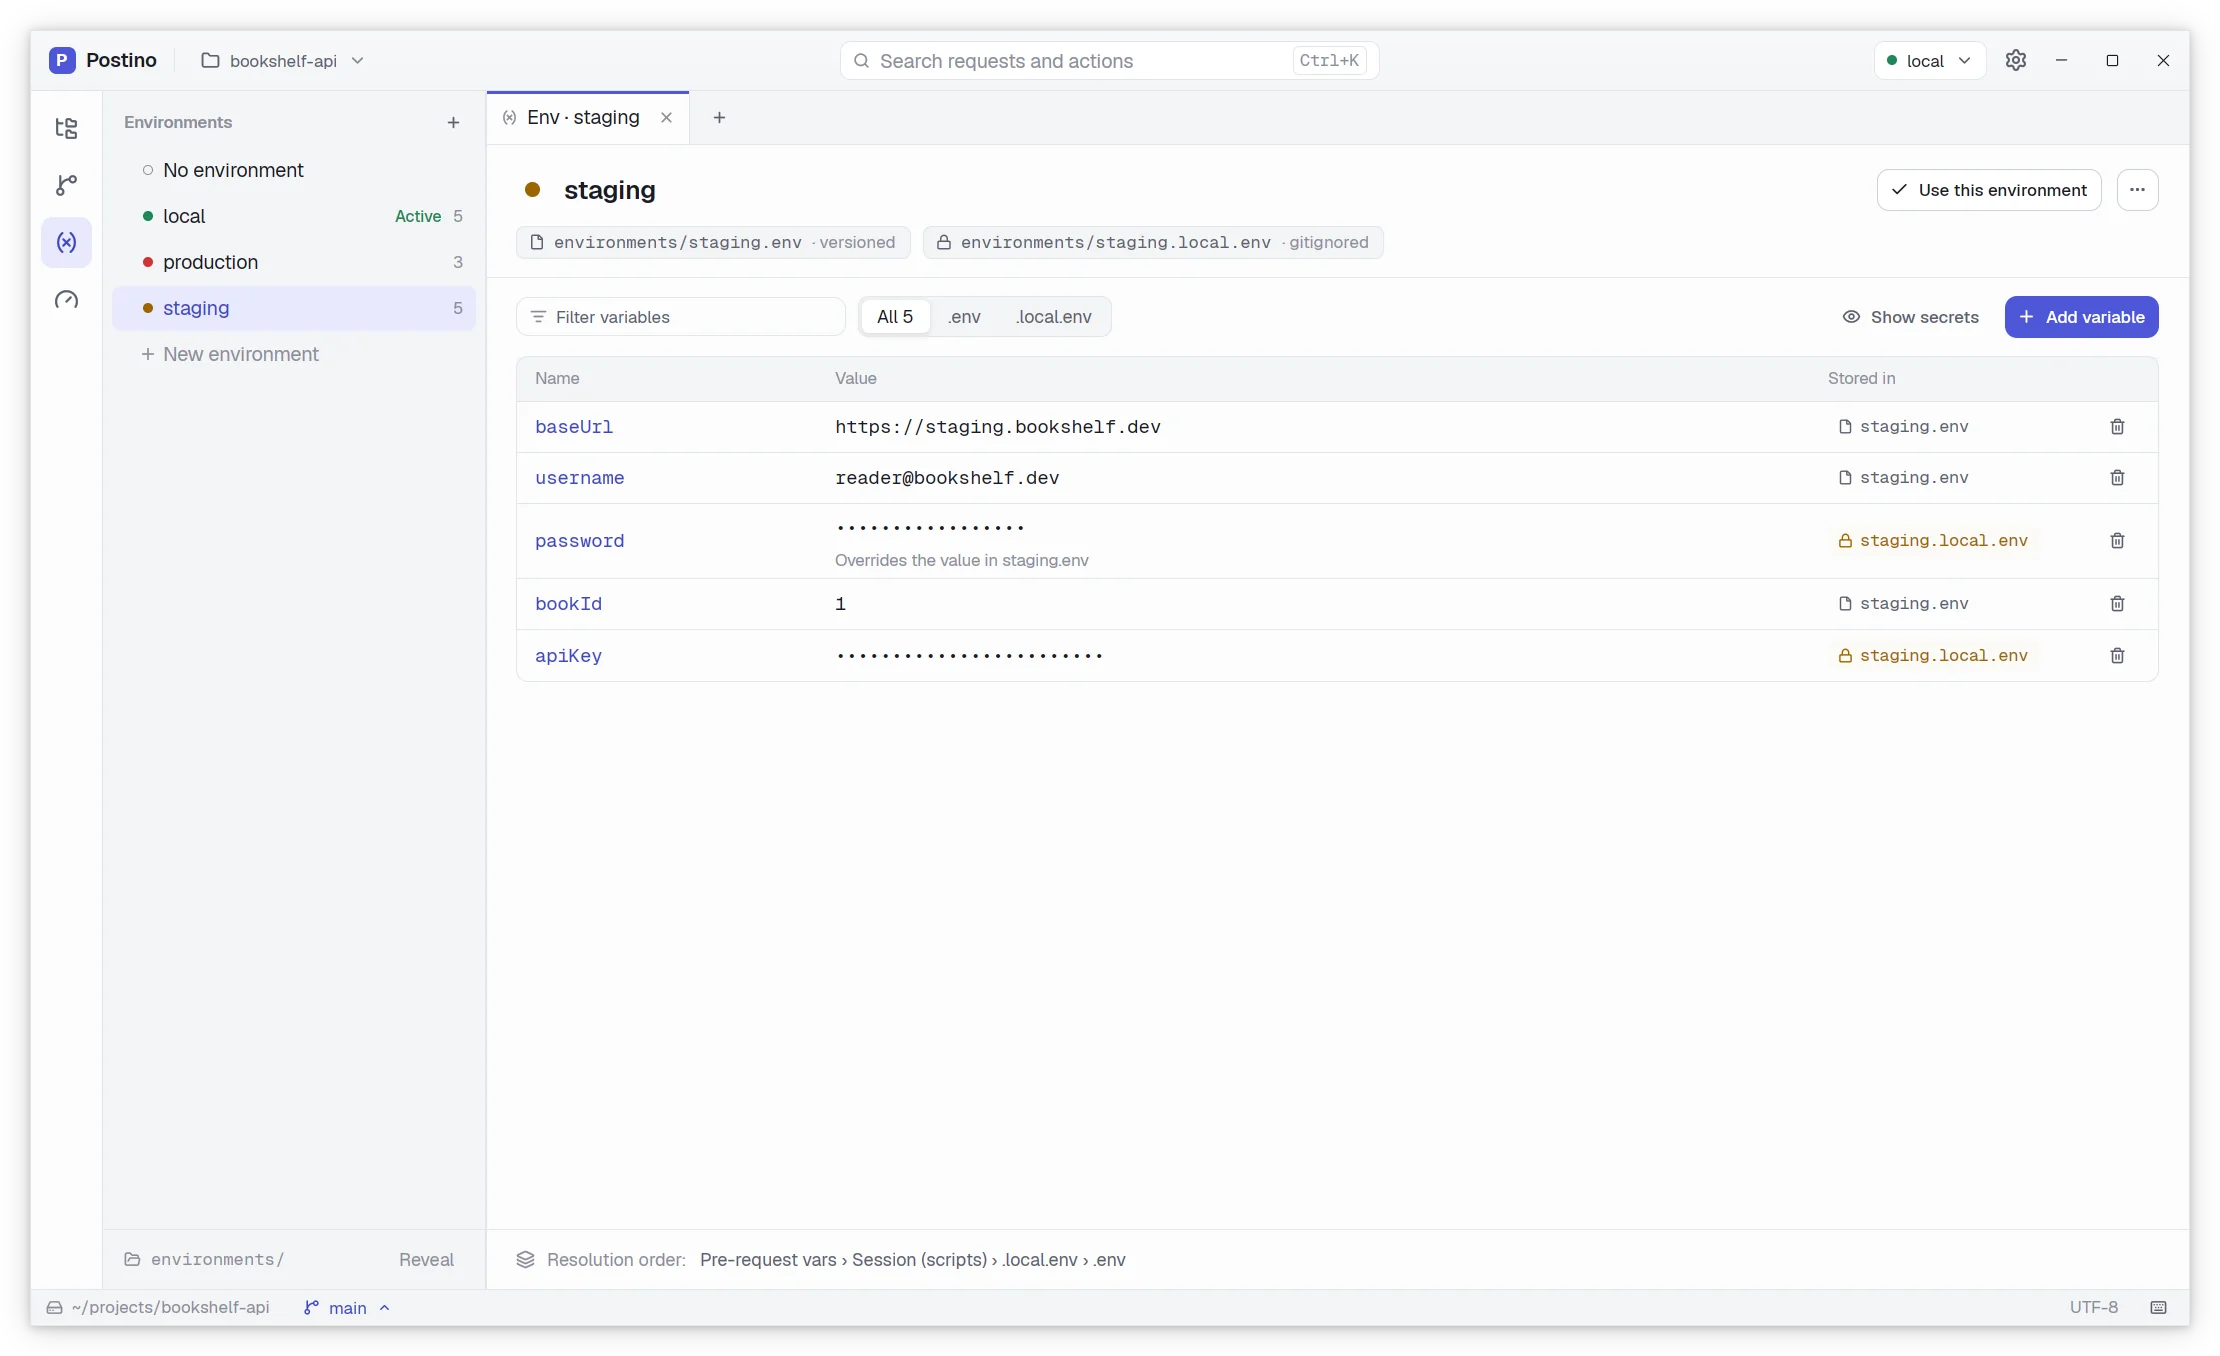 P Postino bookshelf-api Search requests and actions Ctrl+K local
Environments
No environment
local Active 5
production 3
staging 5
+ New environment
environments/ Reveal
(x) Env · staging
staging Use this environment
environments/staging.env · versioned environments/staging.local.env · gitignored
Filter variables All 5 .env .local.env Show secrets + Add variable
Name Value Stored in
baseUrl https://staging.bookshelf.dev staging.env
username reader@bookshelf.dev staging.env
password ••••••••••••••••• staging.local.env
Overrides the value in staging.env
bookId 1 staging.env
apiKey •••••••••••••••••••••••• staging.local.env
Resolution order: Pre-request vars › Session (scripts) › .local.env › .env
~/projects/bookshelf-api main UTF-8